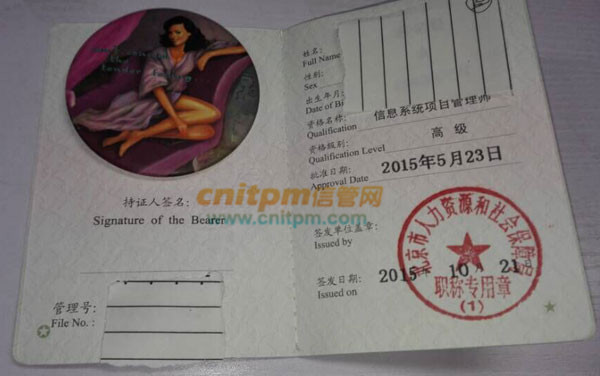 the
tender
持证人签名:
Signature of the Bearer
管理号:
File No. :
cnitpm信管网
www.cnitpm.com
姓名:
Full Name
性别:
Sex
出生年月:
Date of Bi
资格名称: 信息系统项目管理师
Qualification
资格级别: 高 级
Qualification Level
批准日期: 2015年5月23日
Approval Date
签发单位盖章:
Issued by
签发日期: 2015 10 21
Issued on
北京市人力资源和社会保障局
职称专用章
(1)